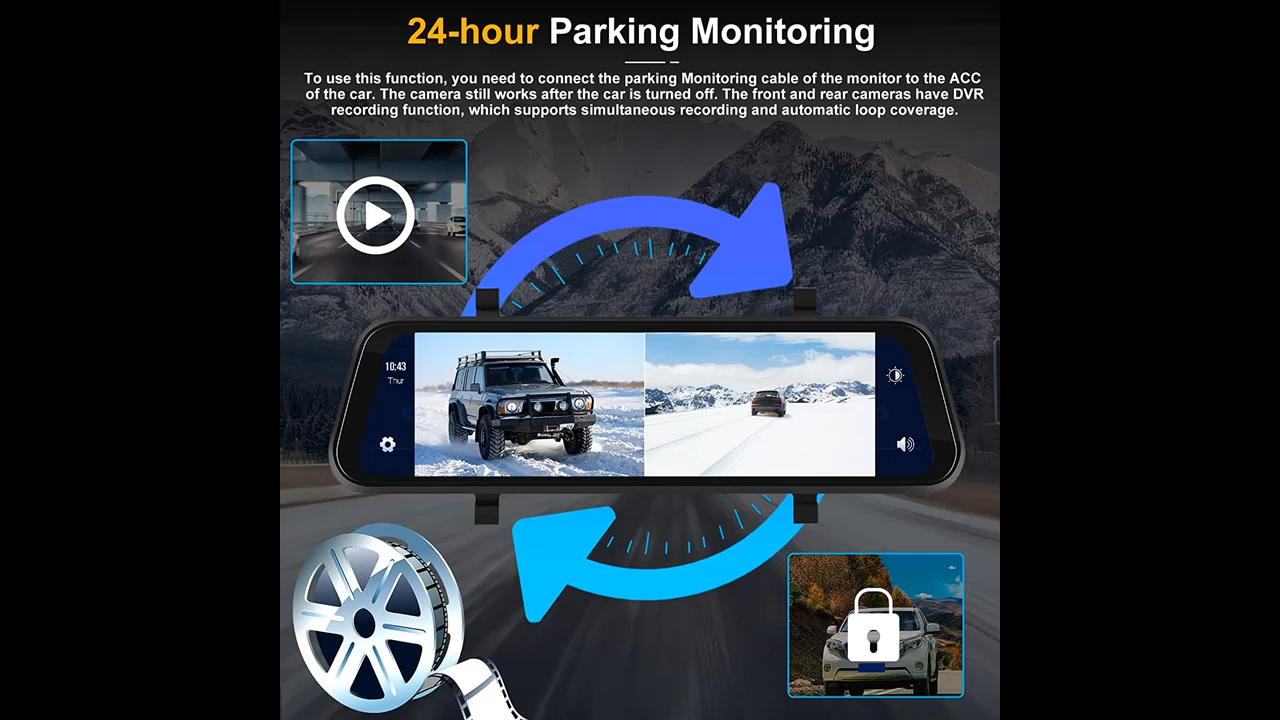 24-hour Parking Monitoring
To use this function, you need to connect the parking Monitoring cable of the monitor to the ACC
of the car. The camera still works after the car is turned off. The front and rear cameras have DVR
recording function, which supports simultaneous recording and automatic loop coverage.
10:43
Thur